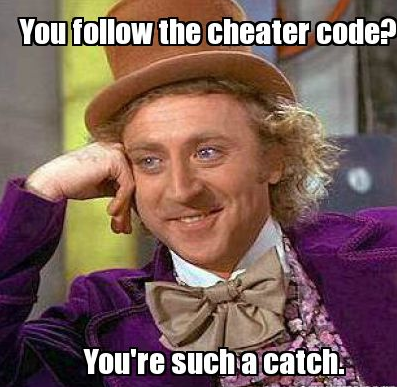 You follow the cheater code?
You're such a catch.